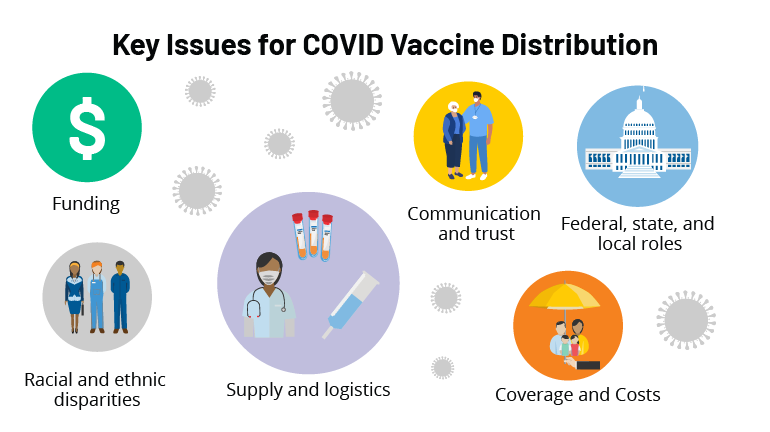 Key Issues for COVID Vaccine Distribution
$
Funding
Communication
and trust
Federal, state, and
local roles
Racial and ethnic
disparities
Supply and logistics
Coverage and Costs